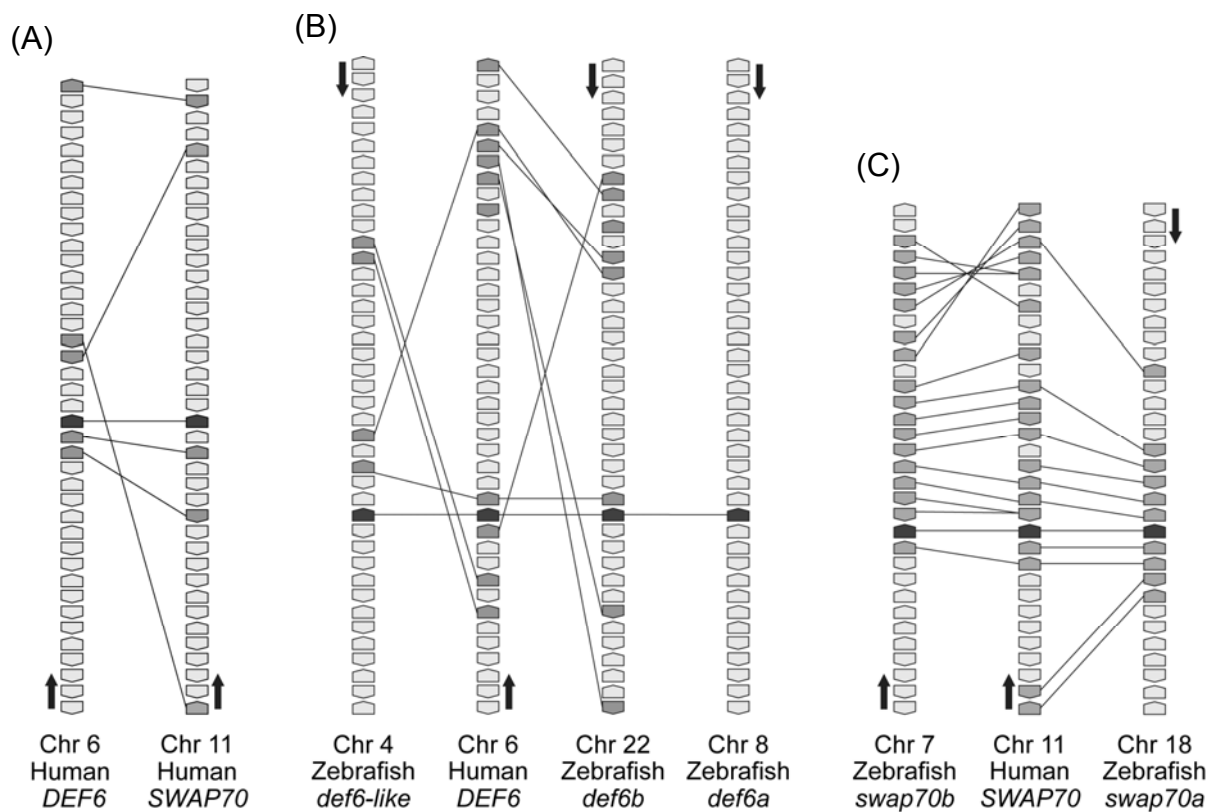 (A)
(B)
(C)
Chr 6
Human
DEF6
Chr 11
Human
SWAP70
Chr 4
Zebrafish
def6-like
Chr 6
Human
DEF6
Chr 22
Zebrafish
def6b
Chr 8
Zebrafish
def6a
Chr 7
Zebrafish
swap70b
Chr 11
Human
SWAP70
Chr 18
Zebrafish
swap70a